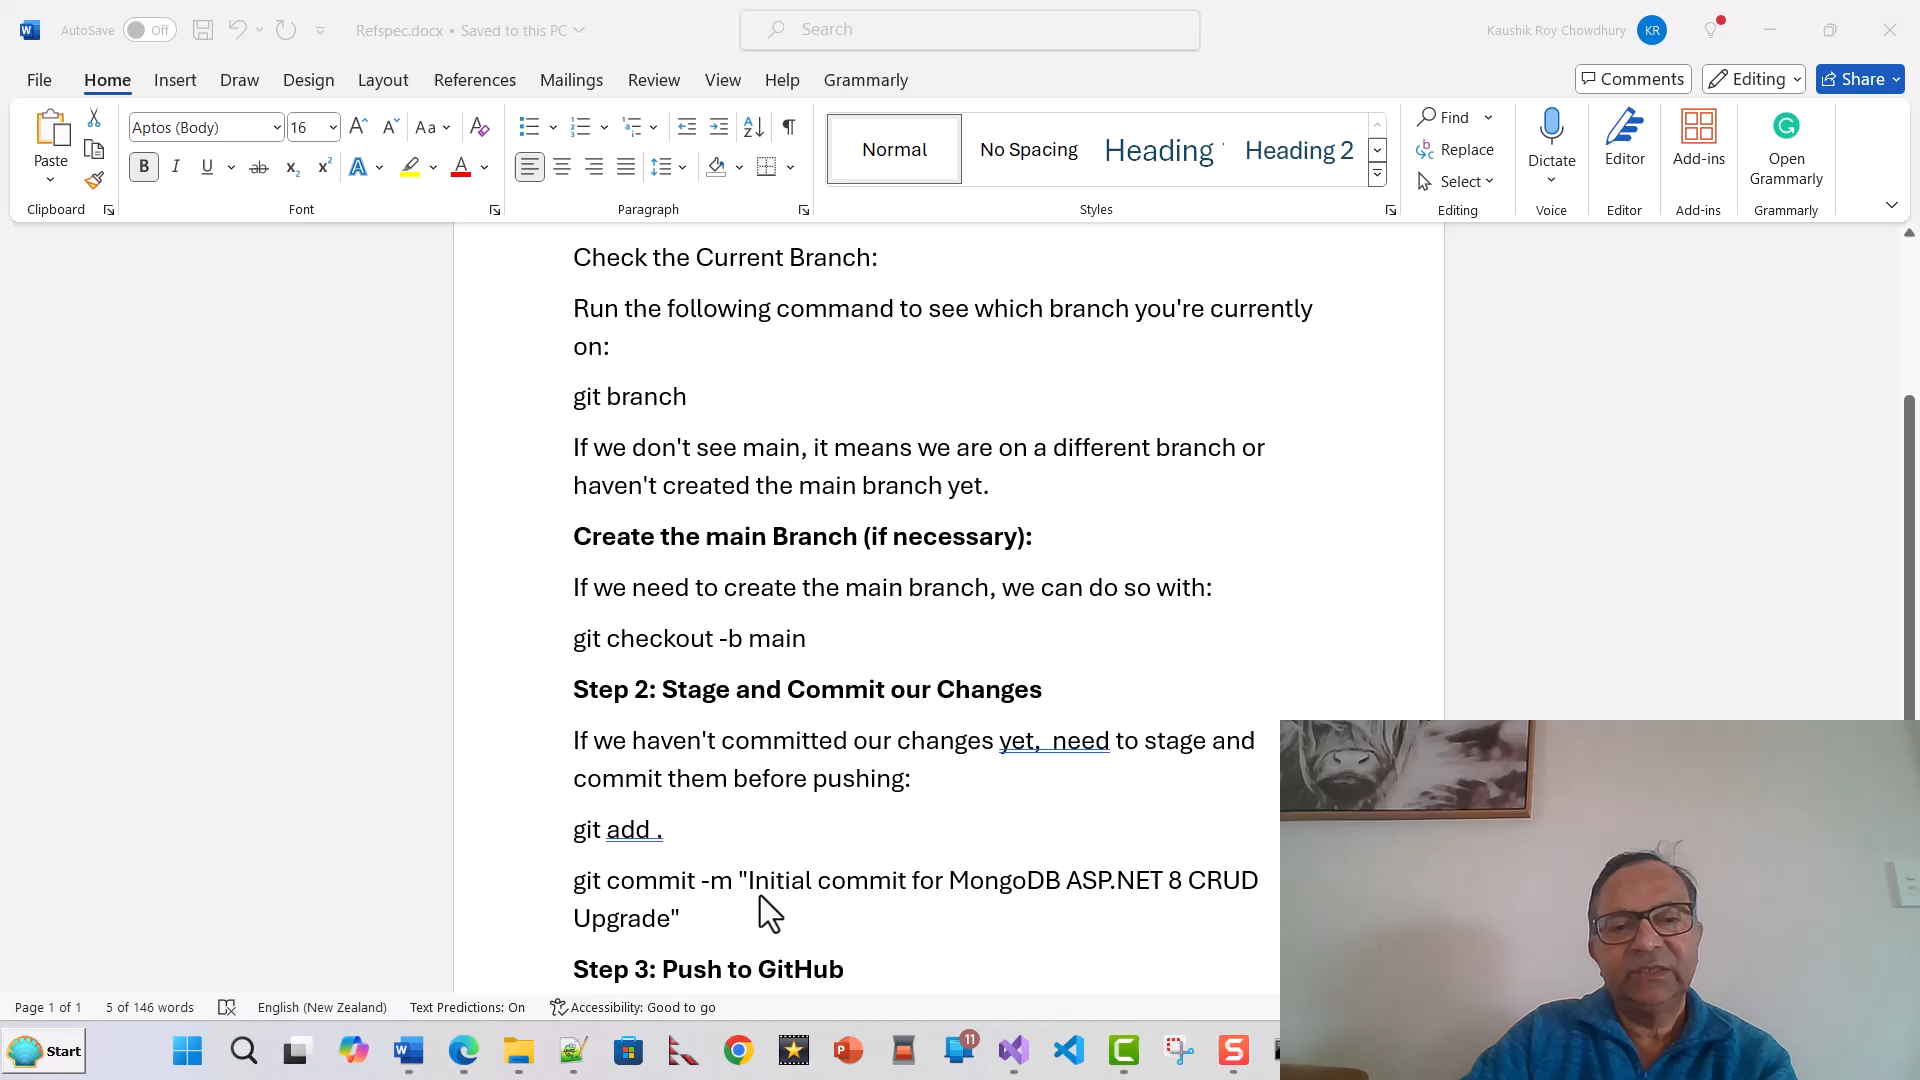 AutoSave Off Refspec.docx • Saved to this PC Search Kaushik Roy Chowdhury KR
File Home Insert Draw Design Layout References Mailings Review View Help Grammarly Comments Editing Share
Paste Aptos (Body) 16 Aa Normal No Spacing Heading Heading 2 Find Replace Select Dictate Editor Add-ins Open Grammarly
B I U ab x₂ x² A A
Clipboard Font Paragraph Styles Editing Voice Editor Add-ins Grammarly
Check the Current Branch:
Run the following command to see which branch you're currently
on:
git branch
If we don't see main, it means we are on a different branch or
haven't created the main branch yet.
Create the main Branch (if necessary):
If we need to create the main branch, we can do so with:
git checkout -b main
Step 2: Stage and Commit our Changes
If we haven't committed our changes yet,  need to stage and
commit them before pushing:
git add .
git commit -m "Initial commit for MongoDB ASP.NET 8 CRUD
Upgrade"
Step 3: Push to GitHub
Page 1 of 1 5 of 146 words English (New Zealand) Text Predictions: On Accessibility: Good to go
Start 11